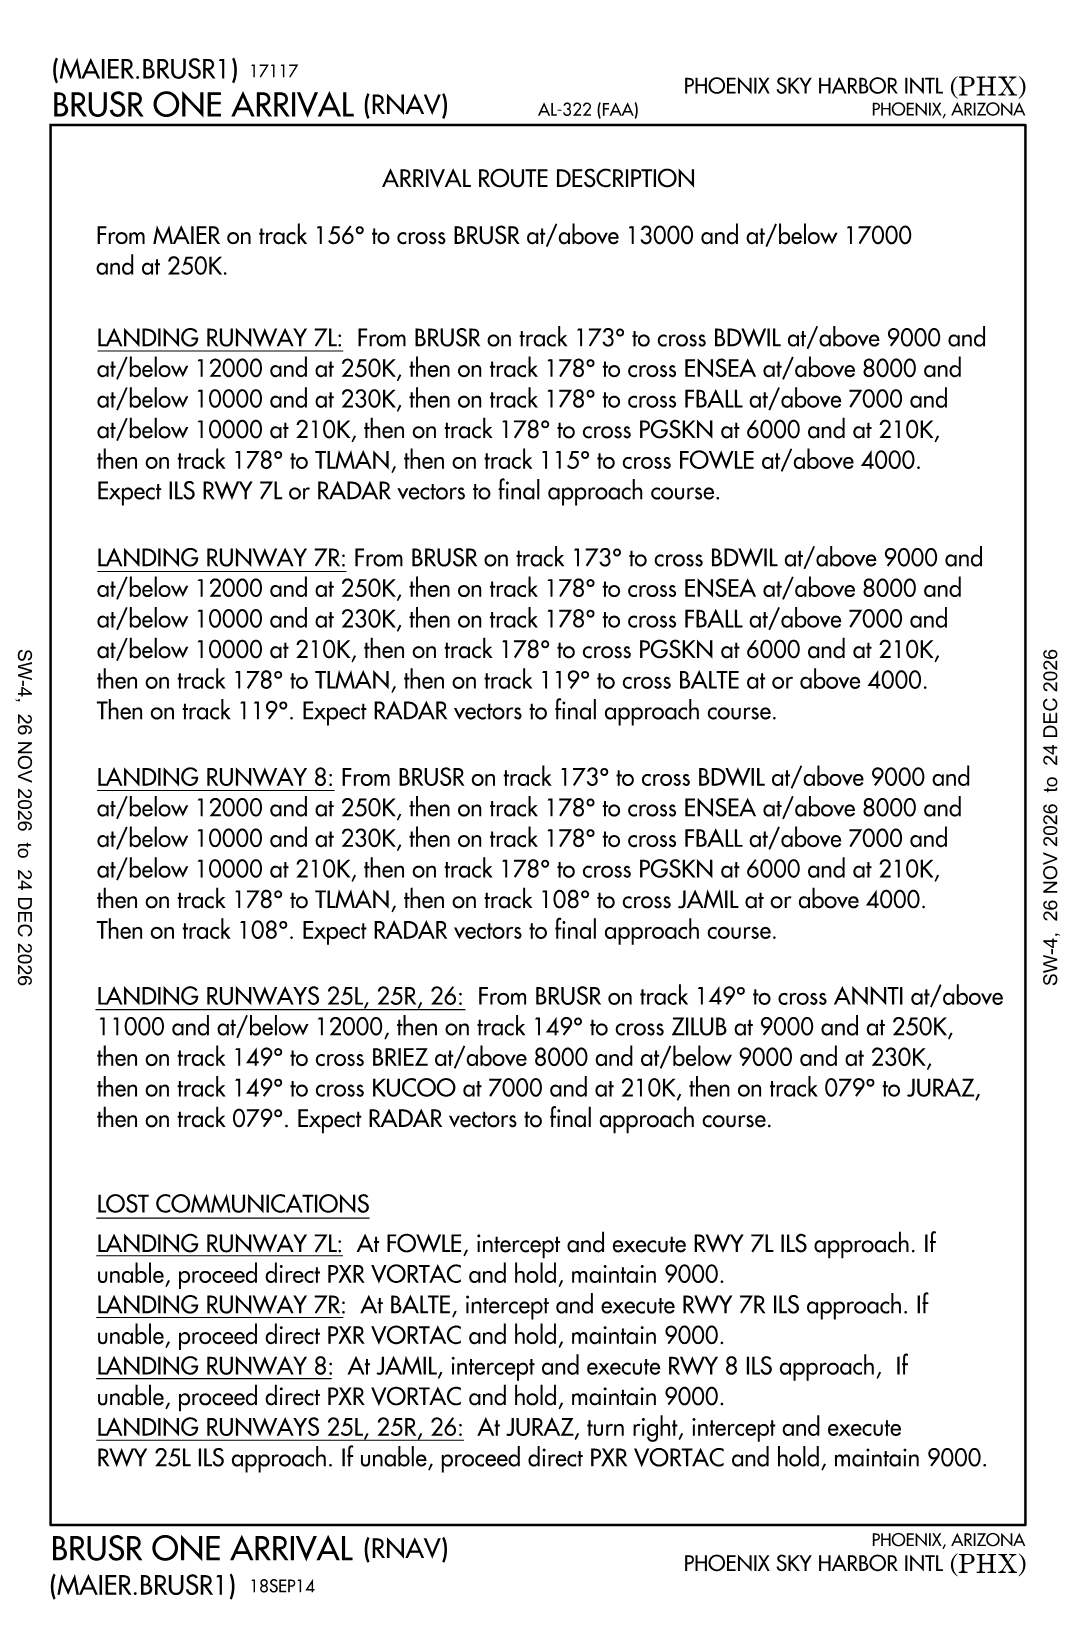 (MAIER.BRUSR1) 17117
BRUSR ONE ARRIVAL (RNAV)
AL-322 (FAA)
PHOENIX SKY HARBOR INTL (PHX)
PHOENIX, ARIZONA
ARRIVAL ROUTE DESCRIPTION
From MAIER on track 156° to cross BRUSR at/above 13000 and at/below 17000
and at 250K.
LANDING RUNWAY 7L: From BRUSR on track 173° to cross BDWIL at/above 9000 and
at/below 12000 and at 250K, then on track 178° to cross ENSEA at/above 8000 and
at/below 10000 and at 230K, then on track 178° to cross FBALL at/above 7000 and
at/below 10000 at 210K, then on track 178° to cross PGSKN at 6000 and at 210K,
then on track 178° to TLMAN, then on track 115° to cross FOWLE at/above 4000.
Expect ILS RWY 7L or RADAR vectors to final approach course.
LANDING RUNWAY 7R: From BRUSR on track 173° to cross BDWIL at/above 9000 and
at/below 12000 and at 250K, then on track 178° to cross ENSEA at/above 8000 and
at/below 10000 and at 230K, then on track 178° to cross FBALL at/above 7000 and
at/below 10000 at 210K, then on track 178° to cross PGSKN at 6000 and at 210K,
then on track 178° to TLMAN, then on track 119° to cross BALTE at or above 4000.
Then on track 119°. Expect RADAR vectors to final approach course.
LANDING RUNWAY 8: From BRUSR on track 173° to cross BDWIL at/above 9000 and
at/below 12000 and at 250K, then on track 178° to cross ENSEA at/above 8000 and
at/below 10000 and at 230K, then on track 178° to cross FBALL at/above 7000 and
at/below 10000 at 210K, then on track 178° to cross PGSKN at 6000 and at 210K,
then on track 178° to TLMAN, then on track 108° to cross JAMIL at or above 4000.
Then on track 108°. Expect RADAR vectors to final approach course.
LANDING RUNWAYS 25L, 25R, 26: From BRUSR on track 149° to cross ANNTI at/above
11000 and at/below 12000, then on track 149° to cross ZILUB at 9000 and at 250K,
then on track 149° to cross BRIEZ at/above 8000 and at/below 9000 and at 230K,
then on track 149° to cross KUCOO at 7000 and at 210K, then on track 079° to JURAZ,
then on track 079°. Expect RADAR vectors to final approach course.
LOST COMMUNICATIONS
LANDING RUNWAY 7L: At FOWLE, intercept and execute RWY 7L ILS approach. If
unable, proceed direct PXR VORTAC and hold, maintain 9000.
LANDING RUNWAY 7R: At BALTE, intercept and execute RWY 7R ILS approach. If
unable, proceed direct PXR VORTAC and hold, maintain 9000.
LANDING RUNWAY 8: At JAMIL, intercept and execute RWY 8 ILS approach, If
unable, proceed direct PXR VORTAC and hold, maintain 9000.
LANDING RUNWAYS 25L, 25R, 26: At JURAZ, turn right, intercept and execute
RWY 25L ILS approach. If unable, proceed direct PXR VORTAC and hold, maintain 9000.
SW-4, 26 NOV 2026 to 24 DEC 2026
SW-4, 26 NOV 2026 to 24 DEC 2026
BRUSR ONE ARRIVAL (RNAV)
(MAIER.BRUSR1) 18SEP14
PHOENIX, ARIZONA
PHOENIX SKY HARBOR INTL (PHX)